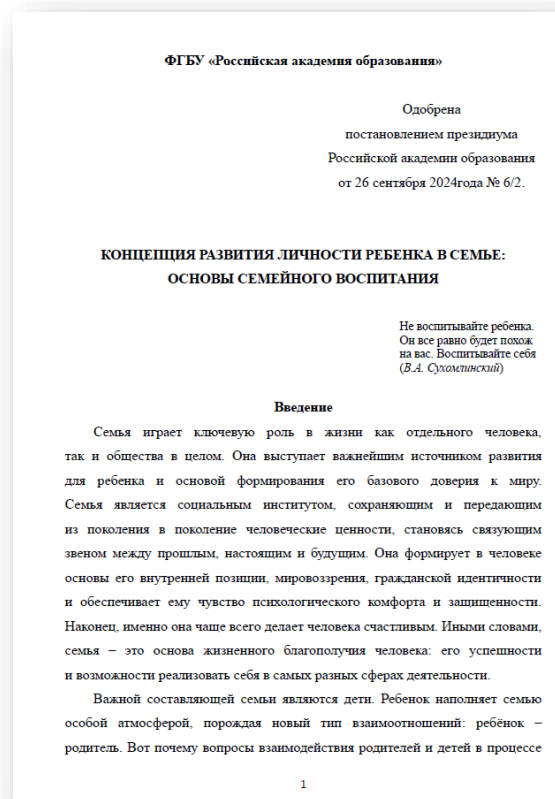 ФГБУ «Российская академия образования»
Одобрена
постановлением президиума
Российской академии образования
от 26 сентября 2024года № 6/2.
КОНЦЕПЦИЯ РАЗВИТИЯ ЛИЧНОСТИ РЕБЕНКА В СЕМЬЕ:
ОСНОВЫ СЕМЕЙНОГО ВОСПИТАНИЯ
Не воспитывайте ребенка.
Он все равно будет похож
на вас. Воспитывайте себя
(В.А. Сухомлинский)
Введение
Семья играет ключевую роль в жизни как отдельного человека,
так и общества в целом. Она выступает важнейшим источником развития
для ребенка и основой формирования его базового доверия к миру.
Семья является социальным институтом, сохраняющим и передающим
из поколения в поколение человеческие ценности, становясь связующим
звеном между прошлым, настоящим и будущим. Она формирует в человеке
основы его внутренней позиции, мировоззрения, гражданской идентичности
и обеспечивает ему чувство психологического комфорта и защищенности.
Наконец, именно она чаще всего делает человека счастливым. Иными словами,
семья – это основа жизненного благополучия человека: его успешности
и возможности реализовать себя в самых разных сферах деятельности.
Важной составляющей семьи являются дети. Ребенок наполняет семью
особой атмосферой, порождая новый тип взаимоотношений: ребёнок –
родитель. Вот почему вопросы взаимодействия родителей и детей в процессе
1